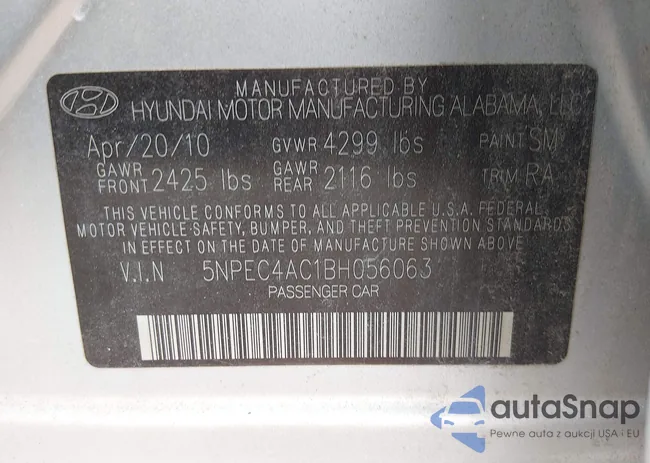 MANUFACTURED BY
HYUNDAI MOTOR MANUFACTURING ALABAMA, LLC
Apr/20/10 GVWR 4299 lbs PAINT SM
GAWR FRONT 2425 lbs GAWR REAR 2116 lbs TRIM RA
THIS VEHICLE CONFORMS TO ALL APPLICABLE U.S.A. FEDERAL
MOTOR VEHICLE SAFETY, BUMPER, AND THEFT PREVENTION STANDARDS
IN EFFECT ON THE DATE OF MANUFACTURE SHOWN ABOVE
V.I.N 5NPEC4AC1BH056063
PASSENGER CAR
autaSnap
Pewne auta z aukcji USA i EU